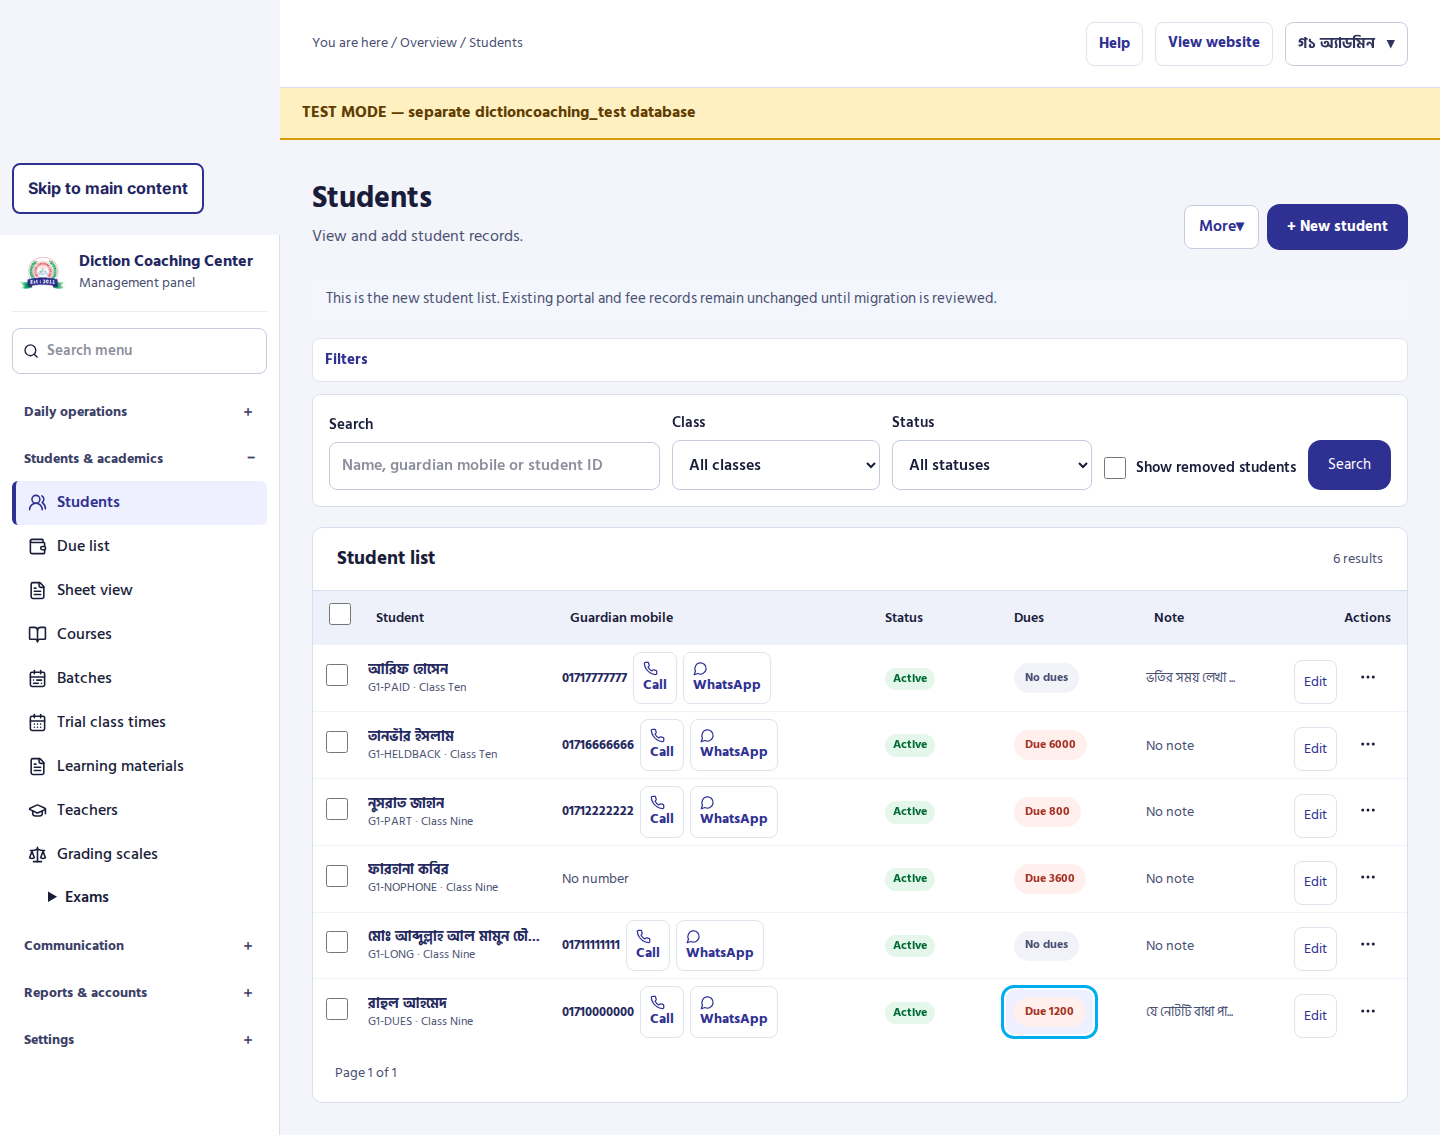 You are here / Overview / Students
Help
View website
গ১ অ্যাডমিন ▼
TEST MODE — separate dictioncoaching_test database
Skip to main content
Diction Coaching Center
Management panel
Search menu
Daily operations +
Students & academics −
Students
Due list
Sheet view
Courses
Batches
Trial class times
Learning materials
Teachers
Grading scales
▶ Exams
Communication +
Reports & accounts +
Settings +
Students
View and add student records.
More▾
+ New student
This is the new student list. Existing portal and fee records remain unchanged until migration is reviewed.
Filters
Search
Name, guardian mobile or student ID
Class
All classes
Status
All statuses
Show removed students
Search
Student list
6 results
Student Guardian mobile Status Dues Note Actions
আরিফ হোসেন
G1-PAID · Class Ten
01717777777 Call WhatsApp Active No dues ভর্তির সময় লেখা ... Edit ···
তানভীর ইসলাম
G1-HELDBACK · Class Ten
01716666666 Call WhatsApp Active Due 6000 No note Edit ···
নুসরাত জাহান
G1-PART · Class Nine
01712222222 Call WhatsApp Active Due 800 No note Edit ···
ফারহানা কবির
G1-NOPHONE · Class Nine
No number Active Due 3600 No note Edit ···
মোঃ আব্দুল্লাহ আল মামুন চৌ...
G1-LONG · Class Nine
01711111111 Call WhatsApp Active No dues No note Edit ···
রাহুল আহমেদ
G1-DUES · Class Nine
01710000000 Call WhatsApp Active Due 1200 যে নোটটি বাধা পা... Edit ···
Page 1 of 1